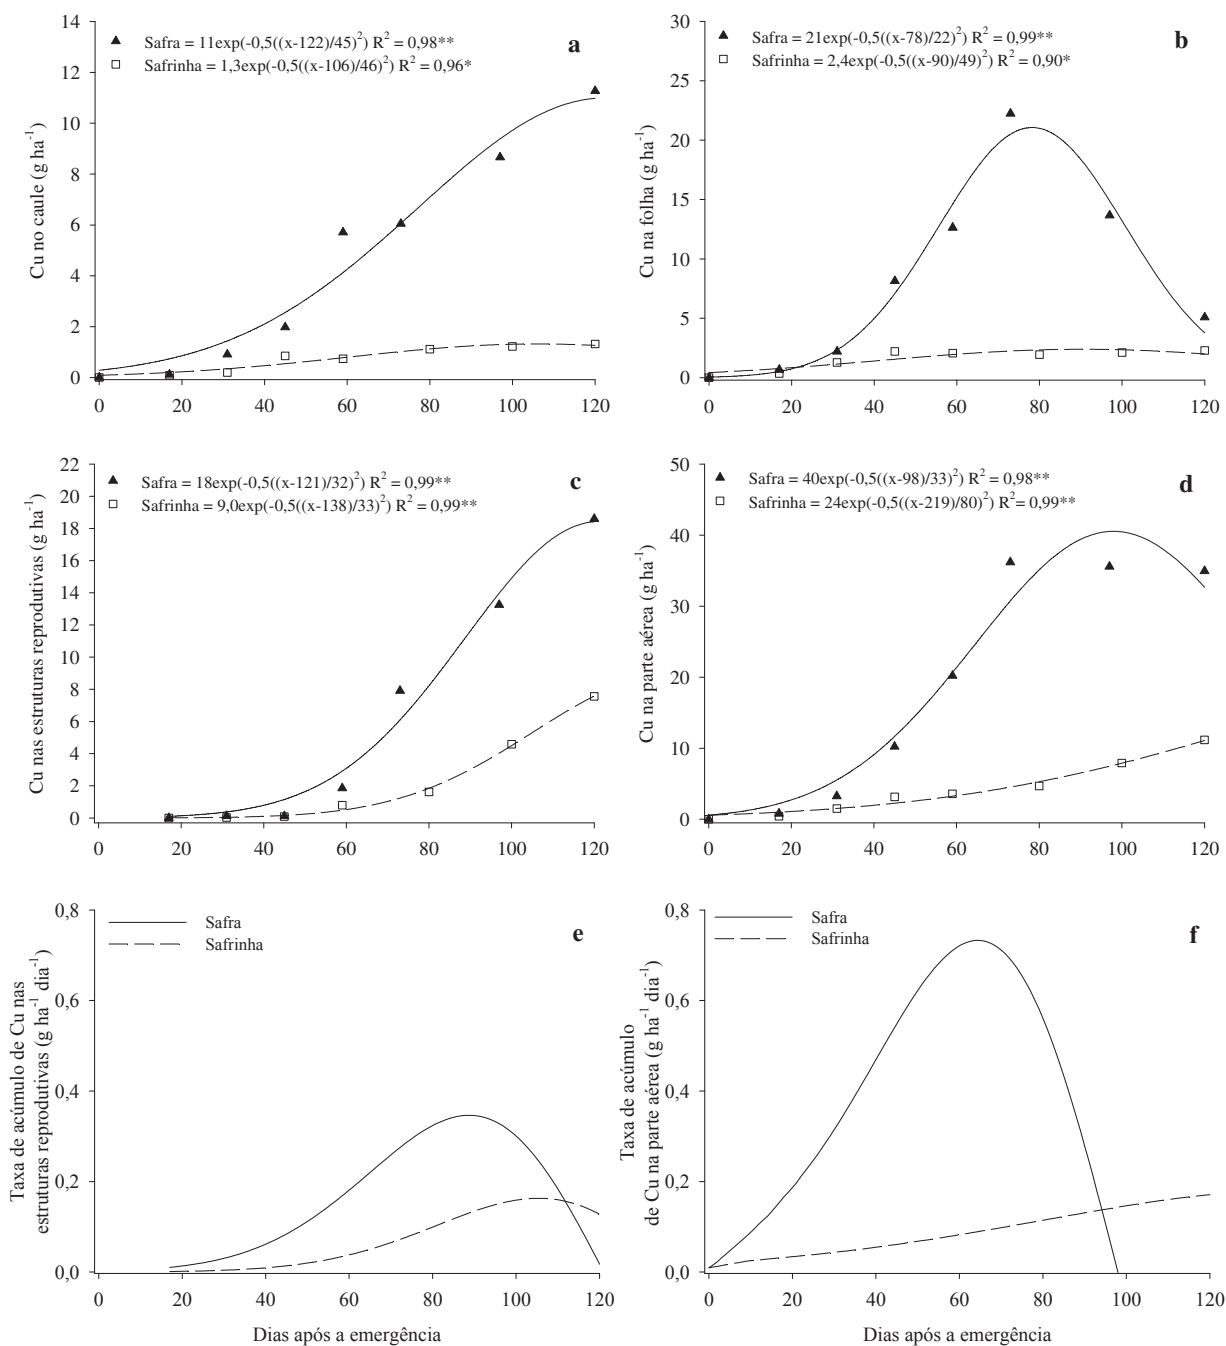 Safra = 11exp(-0,5((x-122)/45)²) R² = 0,98**
Safrinha = 1,3exp(-0,5((x-106)/46)²) R² = 0,96*
a
Cu no caule (g ha⁻¹)
14
12
10
8
6
4
2
0
0 20 40 60 80 100 120
Safra = 21exp(-0,5((x-78)/22)²) R² = 0,99**
Safrinha = 2,4exp(-0,5((x-90)/49)²) R² = 0,90*
b
Cu na folha (g ha⁻¹)
30
25
20
15
10
5
0
0 20 40 60 80 100 120
Safra = 18exp(-0,5((x-121)/32)²) R² = 0,99**
Safrinha = 9,0exp(-0,5((x-138)/33)²) R² = 0,99**
c
Cu nas estruturas reprodutivas (g ha⁻¹)
22
20
18
16
14
12
10
8
6
4
2
0
0 20 40 60 80 100 120
Safra = 40exp(-0,5((x-98)/33)²) R² = 0,98**
Safrinha = 24exp(-0,5((x-219)/80)²) R²= 0,99**
d
Cu na parte aérea (g ha⁻¹)
50
40
30
20
10
0
0 20 40 60 80 100 120
Safra
Safrinha
e
Taxa de acúmulo de Cu nas
estruturas reprodutivas (g ha⁻¹ dia⁻¹)
0,8
0,6
0,4
0,2
0,0
0 20 40 60 80 100 120
Dias após a emergência
Safra
Safrinha
f
Taxa de acúmulo
de Cu na parte aérea (g ha⁻¹ dia⁻¹)
0,8
0,6
0,4
0,2
0,0
0 20 40 60 80 100 120
Dias após a emergência